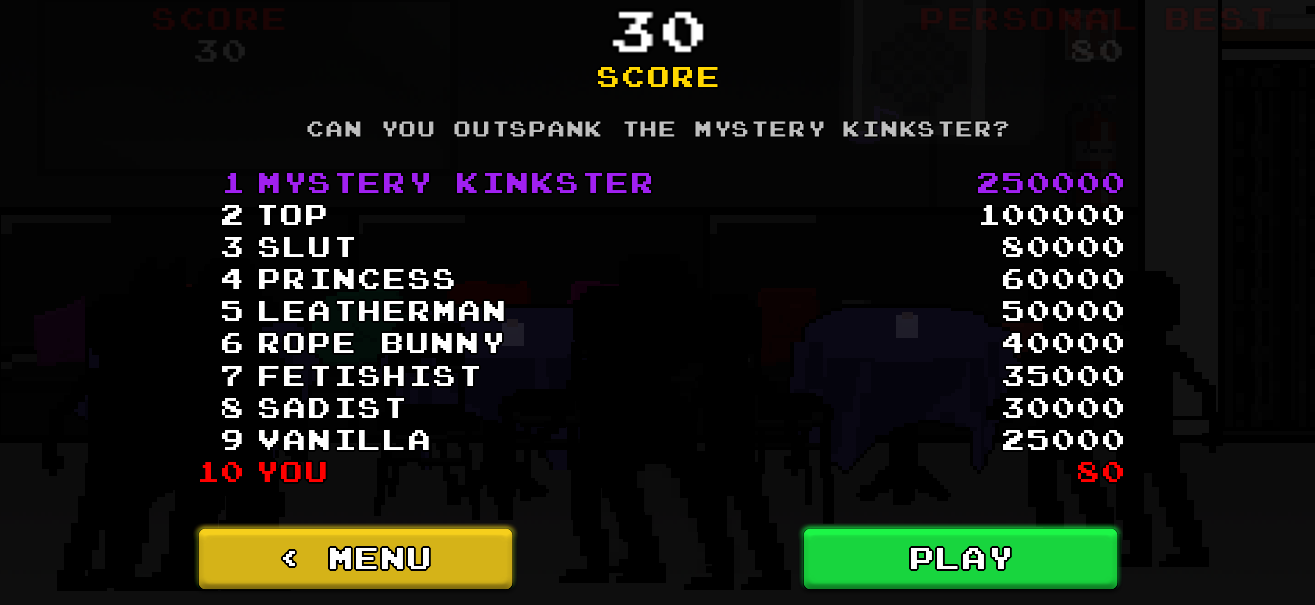 SCORE
30
PERSONAL BEST
80
30
SCORE
CAN YOU OUTSPANK THE MYSTERY KINKSTER?
1 MYSTERY KINKSTER 250000
2 TOP 100000
3 SLUT 80000
4 PRINCESS 60000
5 LEATHERMAN 50000
6 ROPE BUNNY 40000
7 FETISHIST 35000
8 SADIST 30000
9 VANILLA 25000
10 YOU 80
< MENU
PLAY